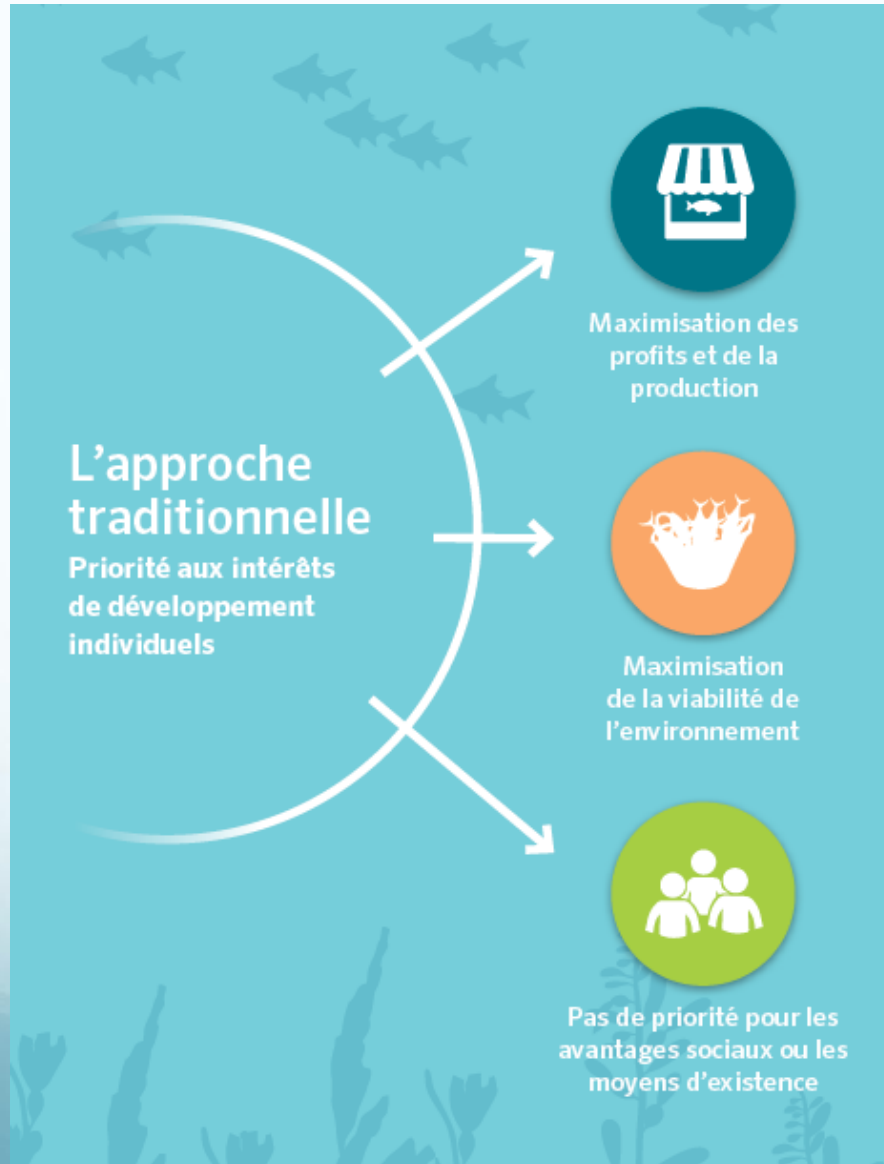 L'approche
traditionnelle
Priorité aux intérêts
de développement
individuels
Maximisation des
profits et de la
production
Maximisation
de la viabilité de
l'environnement
Pas de priorité pour les
avantages sociaux ou les
moyens d'existence